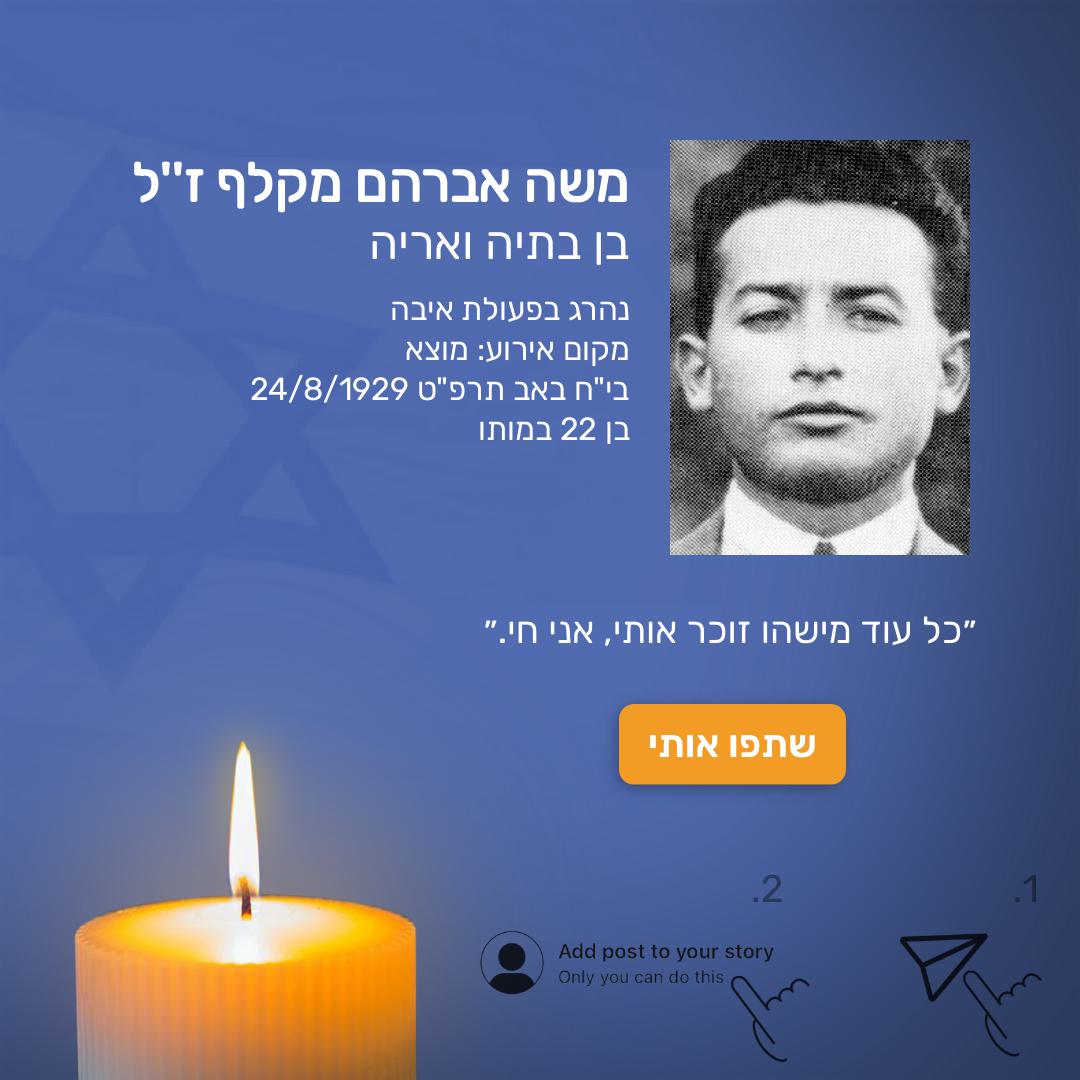 משה אברהם מקלף ז"ל
בן בתיה ואריה
נהרג בפעולת איבה
מקום אירוע: מוצא
בי"ח באב תרפ"ט 24/8/1929
בן 22 במותו
״כל עוד מישהו זוכר אותי, אני חי.״
שתפו אותי
1.
2.
Add post to your story
Only you can do this